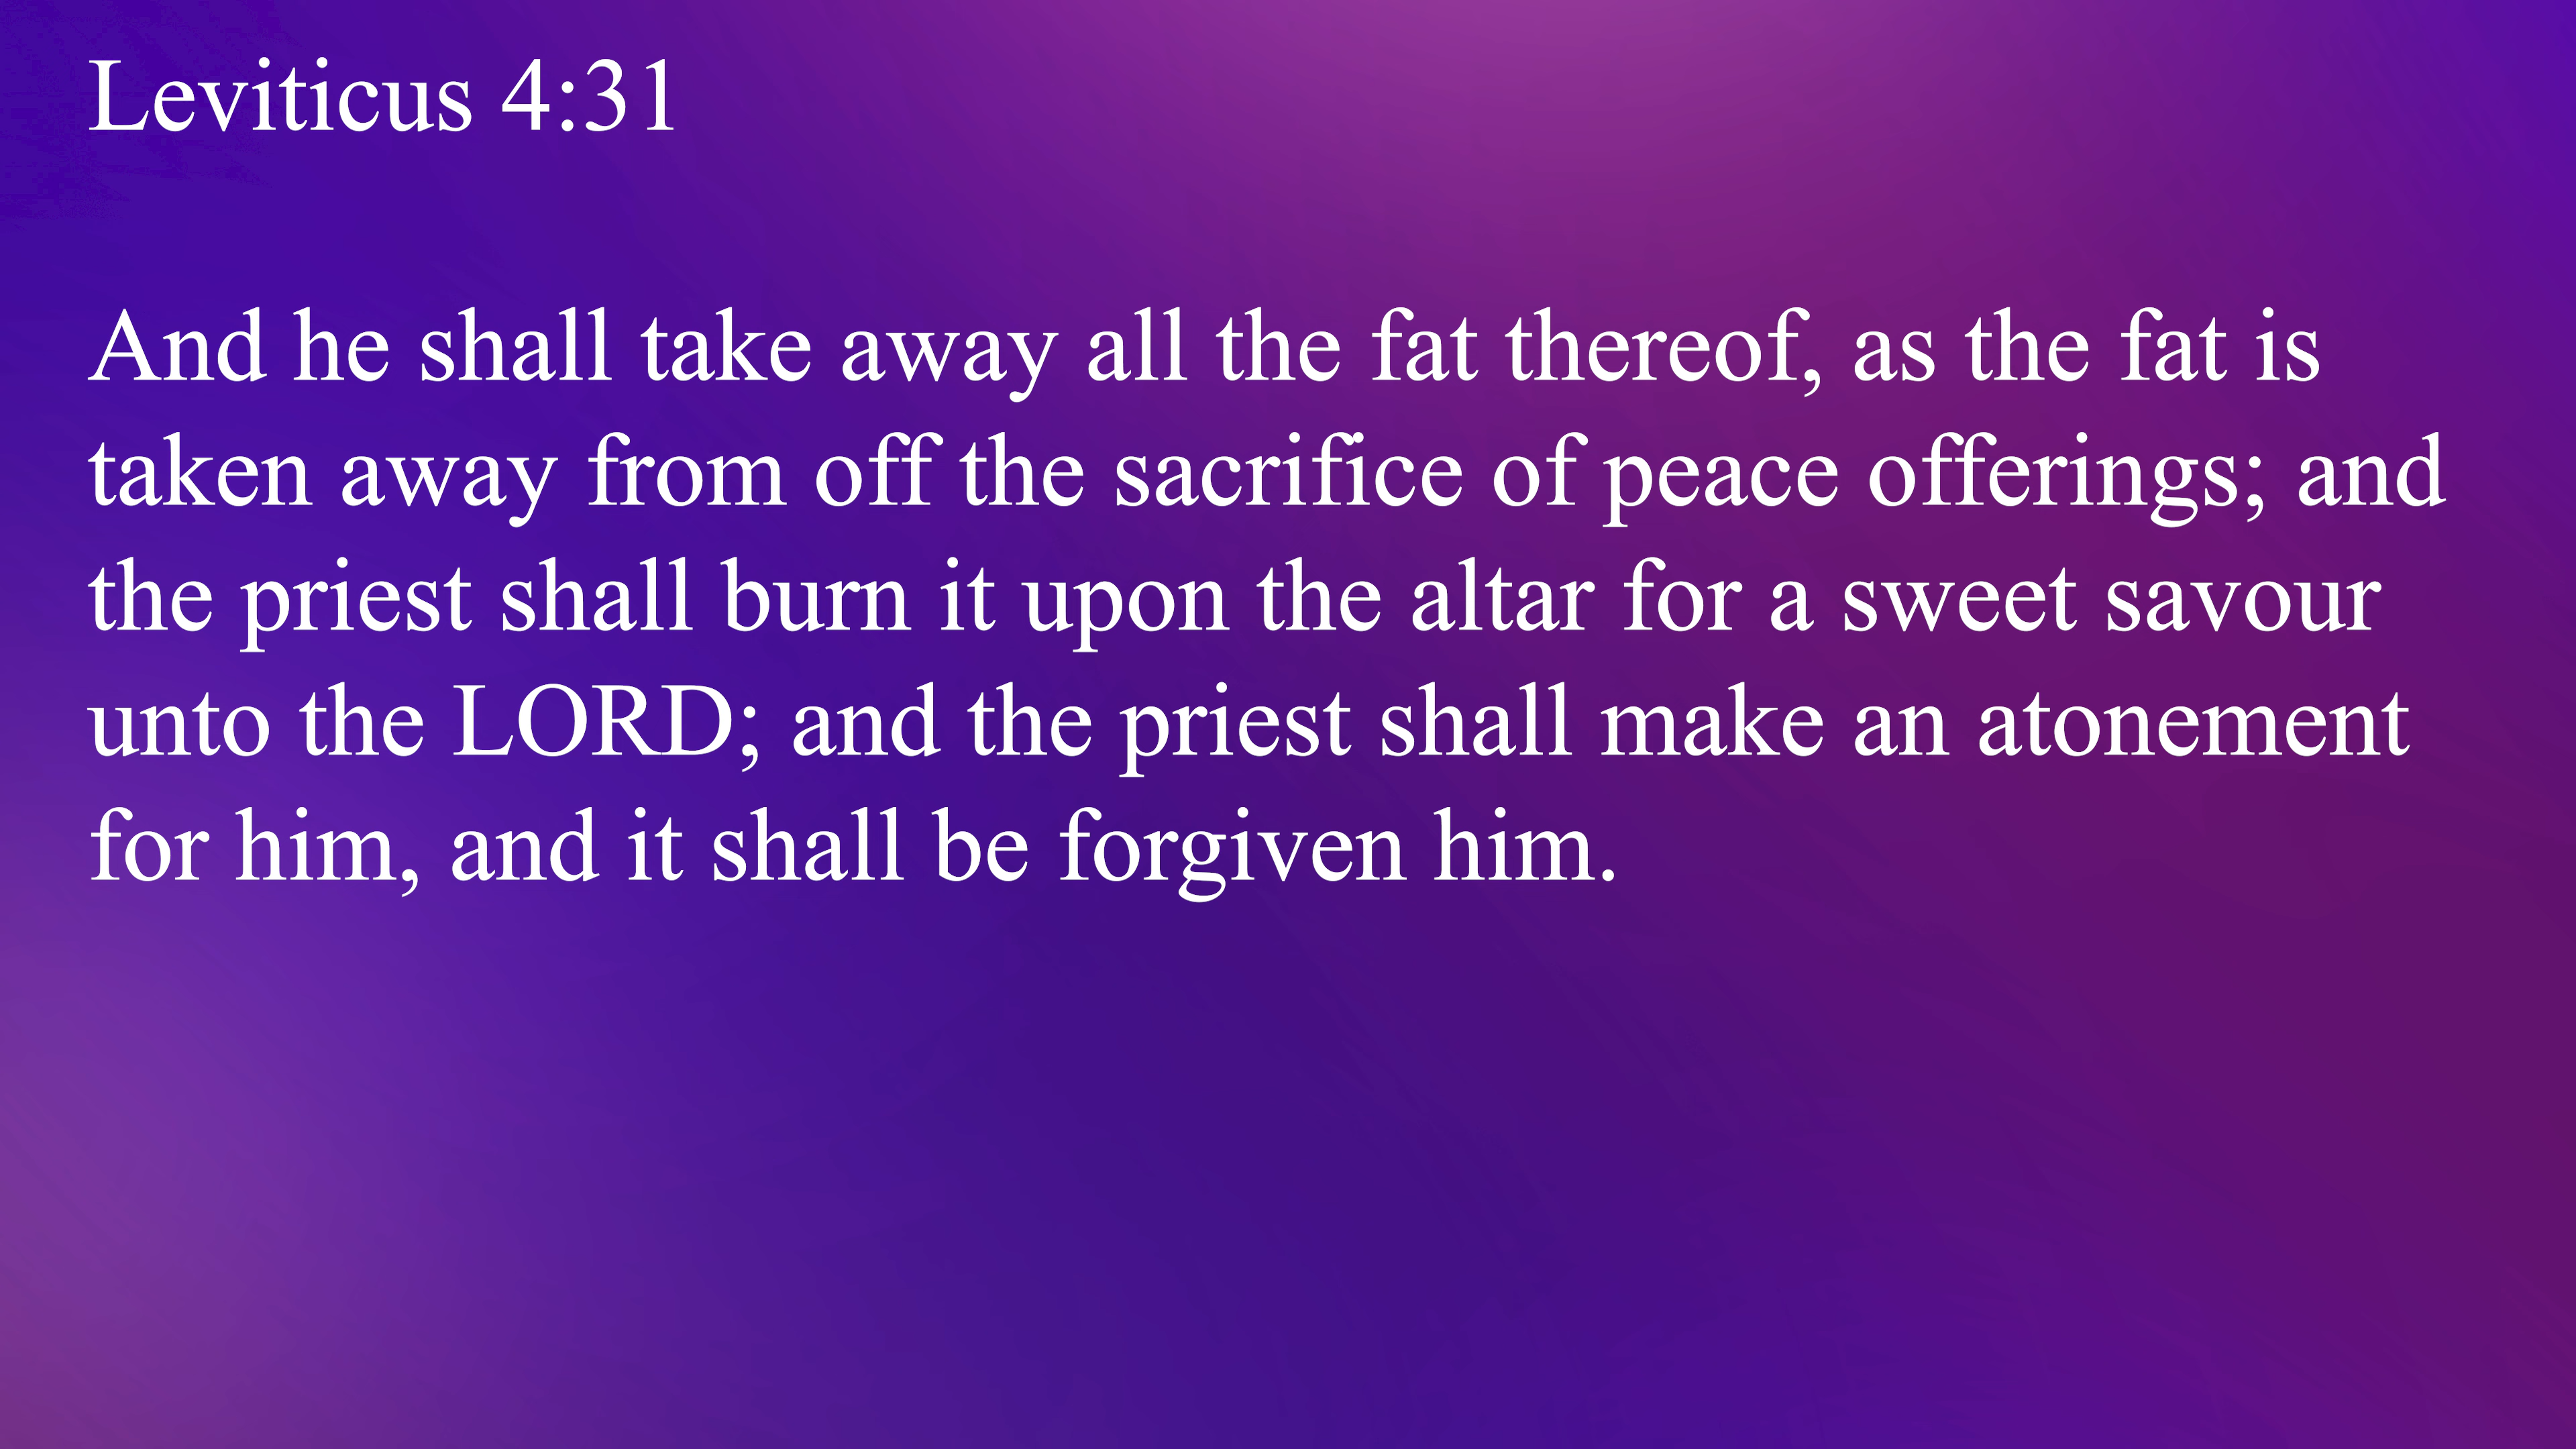 Leviticus 4:31
And he shall take away all the fat thereof, as the fat is
taken away from off the sacrifice of peace offerings; and
the priest shall burn it upon the altar for a sweet savour
unto the LORD; and the priest shall make an atonement
for him, and it shall be forgiven him.